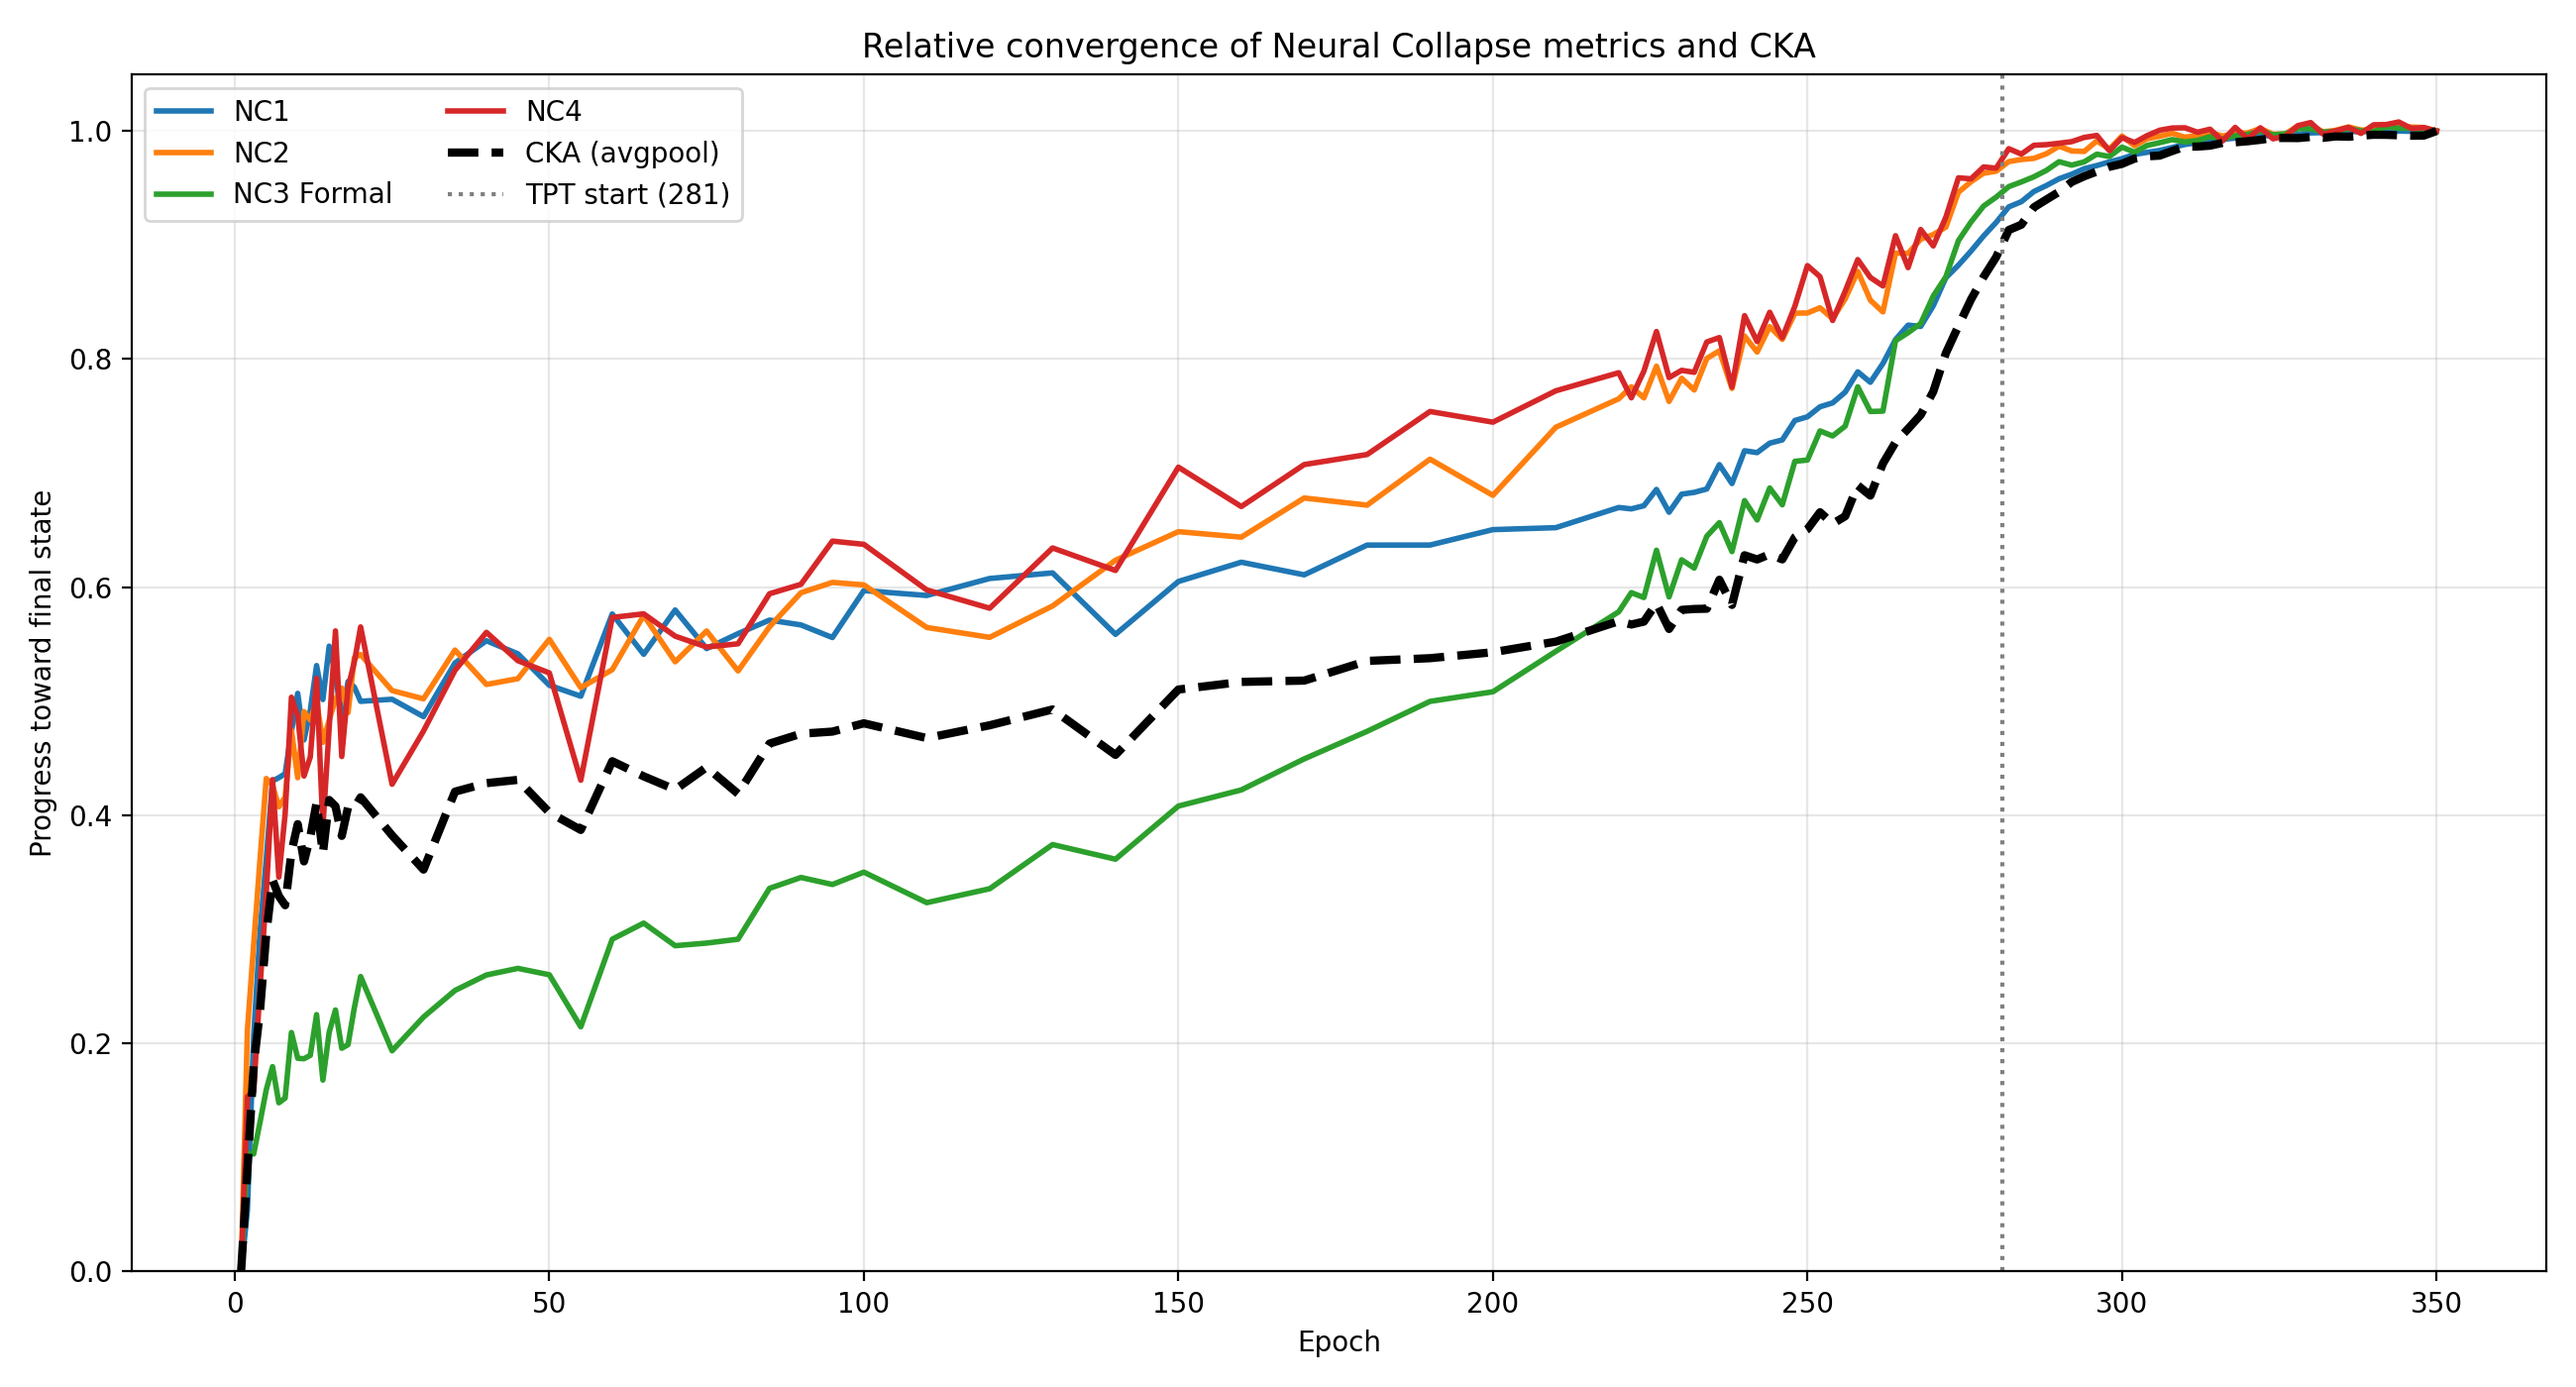 Relative convergence of Neural Collapse metrics and CKA
NC1
NC2
NC3 Formal
NC4
CKA (avgpool)
TPT start (281)
Progress toward final state
1.0
0.8
0.6
0.4
0.2
0.0
0 50 100 150 200 250 300 350
Epoch